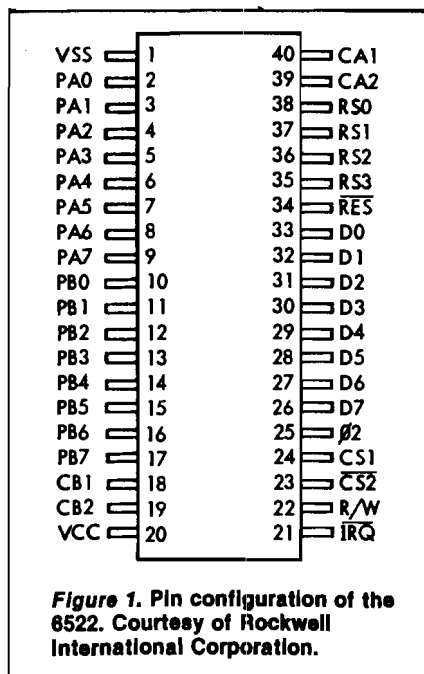 VSS 1 40 CA1
PA0 2 39 CA2
PA1 3 38 RS0
PA2 4 37 RS1
PA3 5 36 RS2
PA4 6 35 RS3
PA5 7 34 R̅E̅S̅
PA6 8 33 D0
PA7 9 32 D1
PB0 10 31 D2
PB1 11 30 D3
PB2 12 29 D4
PB3 13 28 D5
PB4 14 27 D6
PB5 15 26 D7
PB6 16 25 Ø2
PB7 17 24 CS1
CB1 18 23 C̅S̅2̅
CB2 19 22 R/W
VCC 20 21 I̅R̅Q̅
Figure 1. Pin configuration of the
6522. Courtesy of Rockwell
International Corporation.